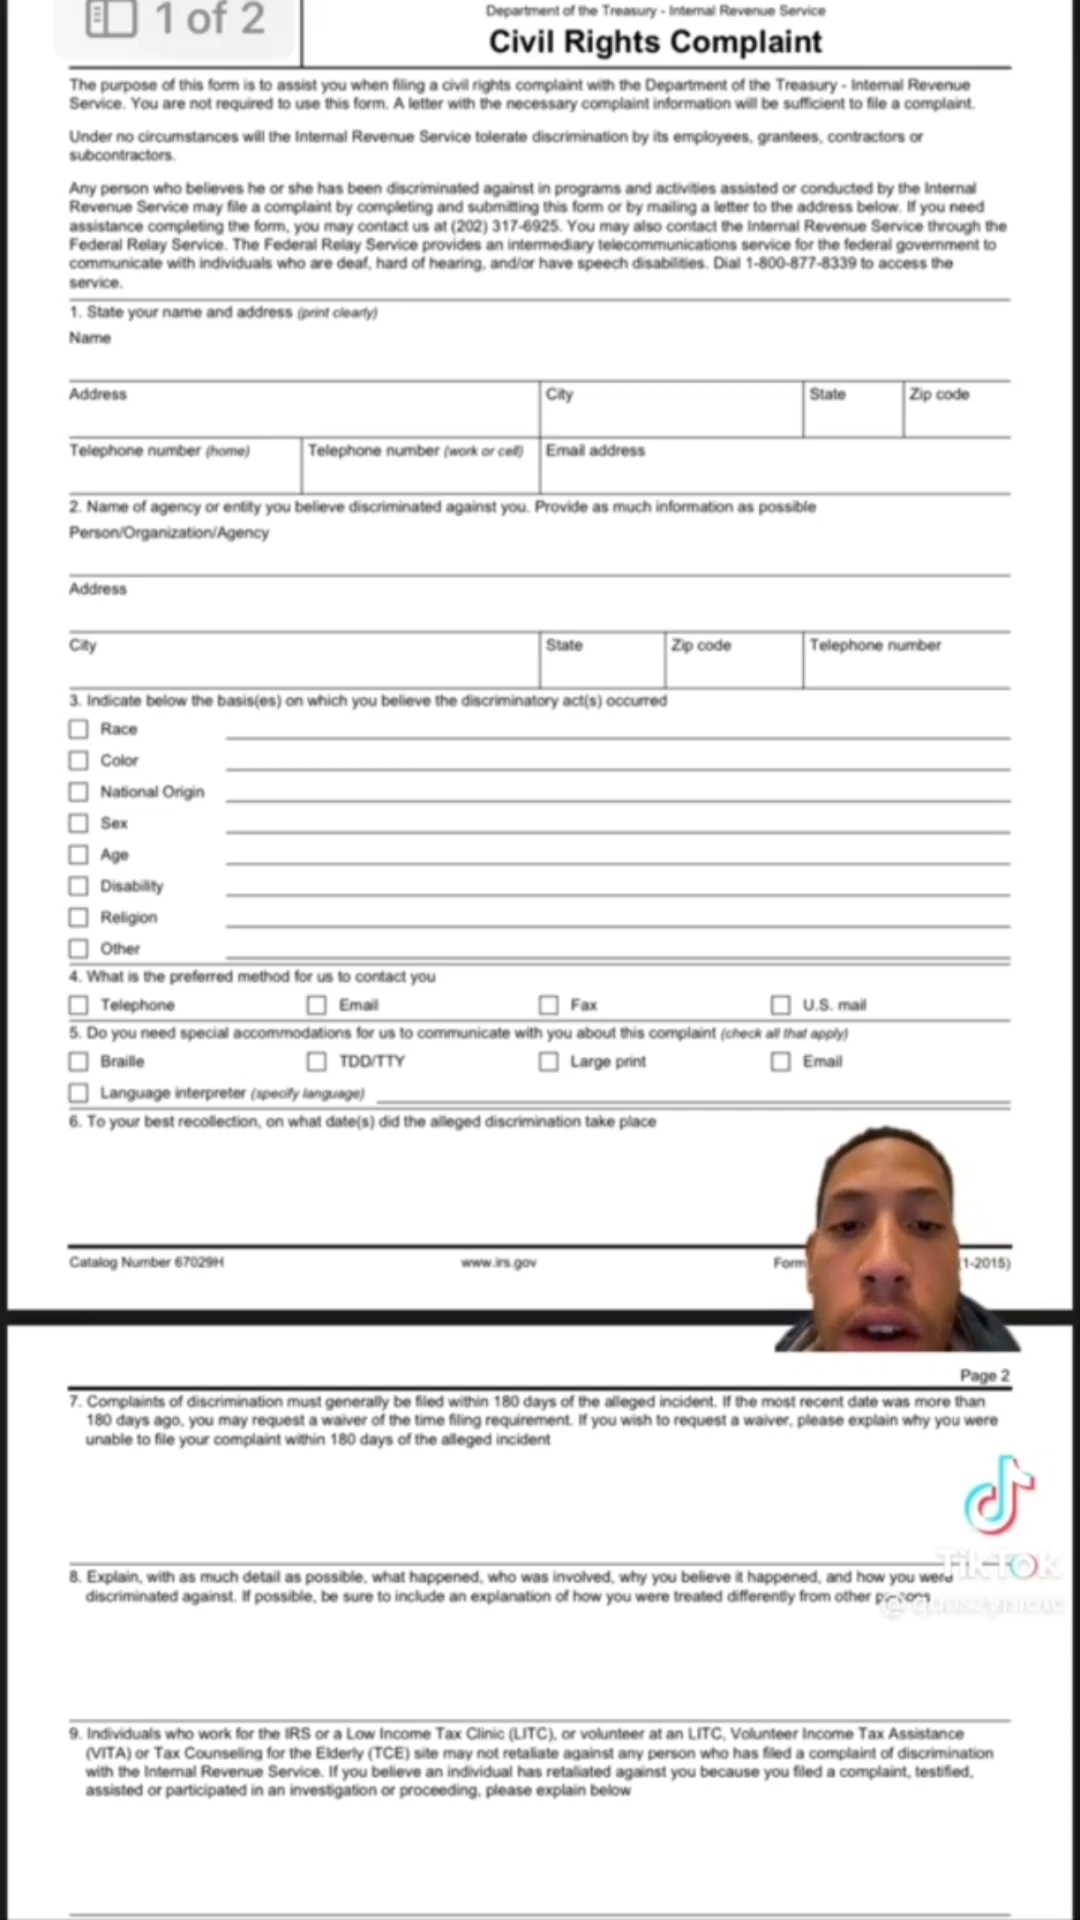 1 of 2
Department of the Treasury - Internal Revenue Service
Civil Rights Complaint
The purpose of this form is to assist you when filing a civil rights complaint with the Department of the Treasury - Internal Revenue
Service. You are not required to use this form. A letter with the necessary complaint information will be sufficient to file a complaint.
Under no circumstances will the Internal Revenue Service tolerate discrimination by its employees, grantees, contractors or
subcontractors.
Any person who believes he or she has been discriminated against in programs and activities assisted or conducted by the Internal
Revenue Service may file a complaint by completing and submitting this form or by mailing a letter to the address below. If you need
assistance completing the form, you may contact us at (202) 317-6925. You may also contact the Internal Revenue Service through the
Federal Relay Service. The Federal Relay Service provides an intermediary telecommunications service for the federal government to
communicate with individuals who are deaf, hard of hearing, and/or have speech disabilities. Dial 1-800-877-8339 to access the
service.
1. State your name and address (print clearly)
Name
Address City State Zip code
Telephone number (home) Telephone number (work or cell) Email address
2. Name of agency or entity you believe discriminated against you. Provide as much information as possible
Person/Organization/Agency
Address
City State Zip code Telephone number
3. Indicate below the basis(es) on which you believe the discriminatory act(s) occurred
Race
Color
National Origin
Sex
Age
Disability
Religion
Other
4. What is the preferred method for us to contact you
Telephone Email Fax U.S. mail
5. Do you need special accommodations for us to communicate with you about this complaint (check all that apply)
Braille TDD/TTY Large print Email
Language interpreter (specify language)
6. To your best recollection, on what date(s) did the alleged discrimination take place
Catalog Number 67029H www.irs.gov Form 1-2015)
Page 2
7. Complaints of discrimination must generally be filed within 180 days of the alleged incident. If the most recent date was more than
180 days ago, you may request a waiver of the time filing requirement. If you wish to request a waiver, please explain why you were
unable to file your complaint within 180 days of the alleged incident
TikTok
8. Explain, with as much detail as possible, what happened, who was involved, why you believe it happened, and how you were
discriminated against. If possible, be sure to include an explanation of how you were treated differently from other persons
9. Individuals who work for the IRS or a Low Income Tax Clinic (LITC), or volunteer at an LITC, Volunteer Income Tax Assistance
(VITA) or Tax Counseling for the Elderly (TCE) site may not retaliate against any person who has filed a complaint of discrimination
with the Internal Revenue Service. If you believe an individual has retaliated against you because you filed a complaint, testified,
assisted or participated in an investigation or proceeding, please explain below